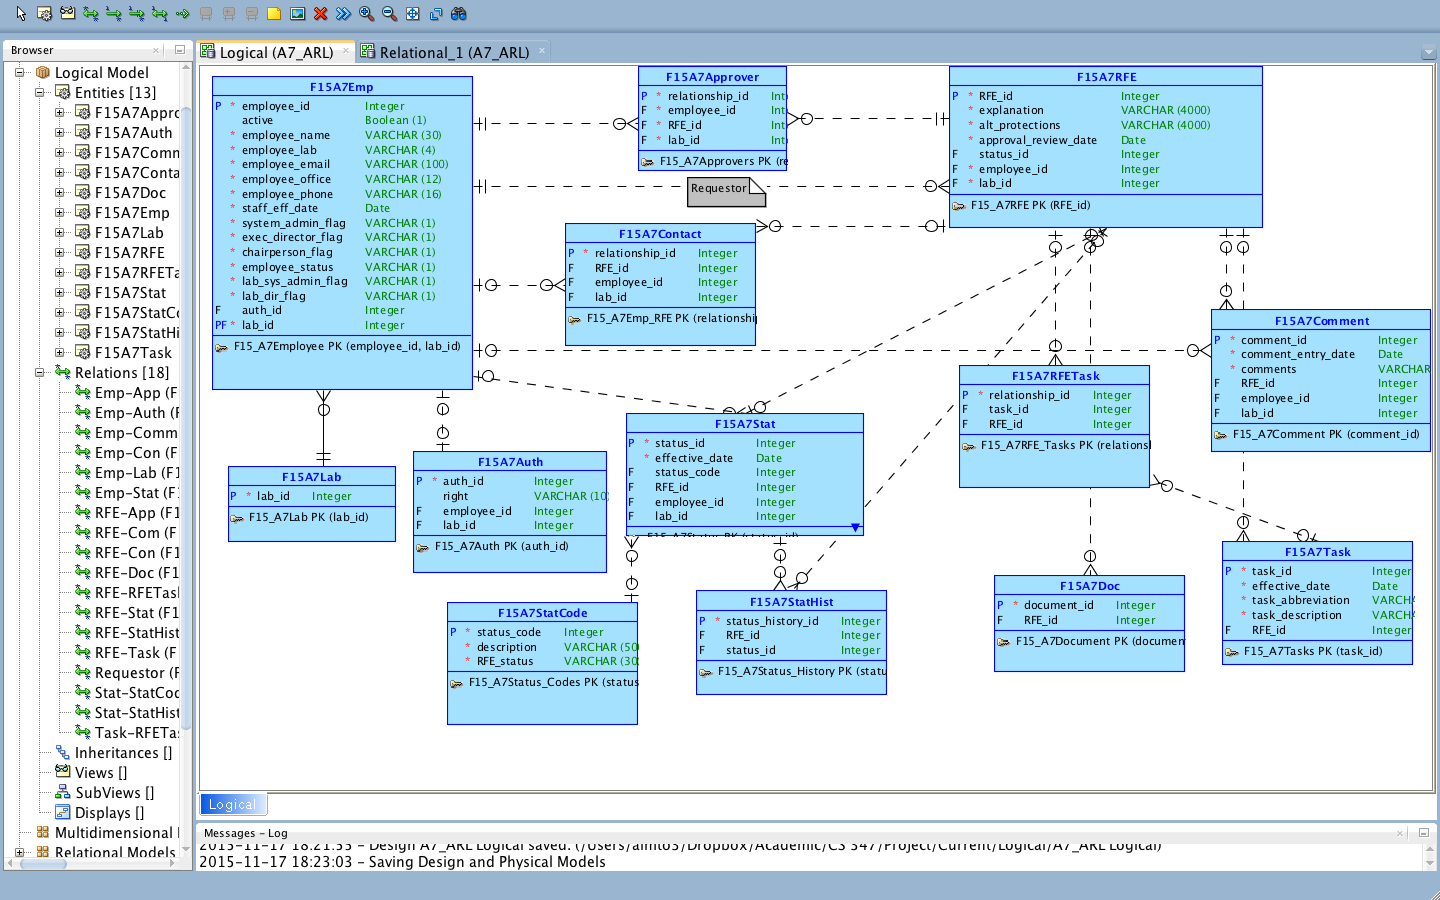 Browser
Logical Model
Entities [13]
F15A7Appro
F15A7Auth
F15A7Comn
F15A7Conta
F15A7Doc
F15A7Emp
F15A7Lab
F15A7RFE
F15A7RFETa
F15A7Stat
F15A7StatCo
F15A7StatHi
F15A7Task
Relations [18]
Emp-App (F
Emp-Auth (F
Emp-Comm
Emp-Con (F
Emp-Lab (F1
Emp-Stat (F1
RFE-App (F1
RFE-Com (F1
RFE-Con (F1
RFE-Doc (F1
RFE-RFETasl
RFE-Stat (F1
RFE-StatHist
RFE-Task (F
Requestor (F
Stat-StatCod
Stat-StatHist
Task-RFETas
Inheritances []
Views []
SubViews []
Displays []
Multidimensional
Relational Models
Logical (A7_ARL)
Relational_1 (A7_ARL)
F15A7Emp
P * employee_id Integer
active Boolean (1)
* employee_name VARCHAR (30)
* employee_lab VARCHAR (4)
* employee_email VARCHAR (100)
* employee_office VARCHAR (12)
* employee_phone VARCHAR (16)
* staff_eff_date Date
* system_admin_flag VARCHAR (1)
* exec_director_flag VARCHAR (1)
* chairperson_flag VARCHAR (1)
* employee_status VARCHAR (1)
* lab_sys_admin_flag VARCHAR (1)
* lab_dir_flag VARCHAR (1)
F auth_id Integer
PF * lab_id Integer
F15_A7Employee PK (employee_id, lab_id)
F15A7Approver
P * relationship_id Int
F * employee_id Int
F * RFE_id Int
F * lab_id Int
F15_A7Approvers PK (re
F15A7RFE
P * RFE_id Integer
* explanation VARCHAR (4000)
* alt_protections VARCHAR (4000)
* approval_review_date Date
F status_id Integer
F * employee_id Integer
F * lab_id Integer
F15_A7RFE PK (RFE_id)
Requestor
F15A7Contact
P * relationship_id Integer
F RFE_id Integer
F employee_id Integer
F lab_id Integer
F15_A7Emp_RFE PK (relationshi
F15A7Comment
P * comment_id Integer
* comment_entry_date Date
* comments VARCHAR
F RFE_id Integer
F employee_id Integer
F lab_id Integer
F15_A7Comment PK (comment_id)
F15A7RFETask
P * relationship_id Integer
F task_id Integer
F RFE_id Integer
F15_A7RFE_Tasks PK (relationsl
F15A7Stat
P * status_id Integer
* effective_date Date
F status_code Integer
F RFE_id Integer
F employee_id Integer
F lab_id Integer
F15A7Lab
P * lab_id Integer
F15_A7Lab PK (lab_id)
F15A7Auth
P * auth_id Integer
right VARCHAR (10
F employee_id Integer
F lab_id Integer
F15_A7Auth PK (auth_id)
F15A7StatCode
P * status_code Integer
* description VARCHAR (50
* RFE_status VARCHAR (30
F15_A7Status_Codes PK (status
F15A7StatHist
P * status_history_id Integer
F RFE_id Integer
F status_id Integer
F15_A7Status_History PK (statu
F15A7Doc
P * document_id Integer
F RFE_id Integer
F15_A7Document PK (documen
F15A7Task
P * task_id Integer
* effective_date Date
* task_abbreviation VARCH
* task_description VARCH
F RFE_id Integer
F15_A7Tasks PK (task_id)
Logical
Messages - Log
2015-11-17 18:21:55 - Design A7_ARL Logical saved. (/Users/aimto3/Dropbox/Academic/CS 347/Project/Current/Logical/A7_ARL Logical)
2015-11-17 18:23:03 - Saving Design and Physical Models